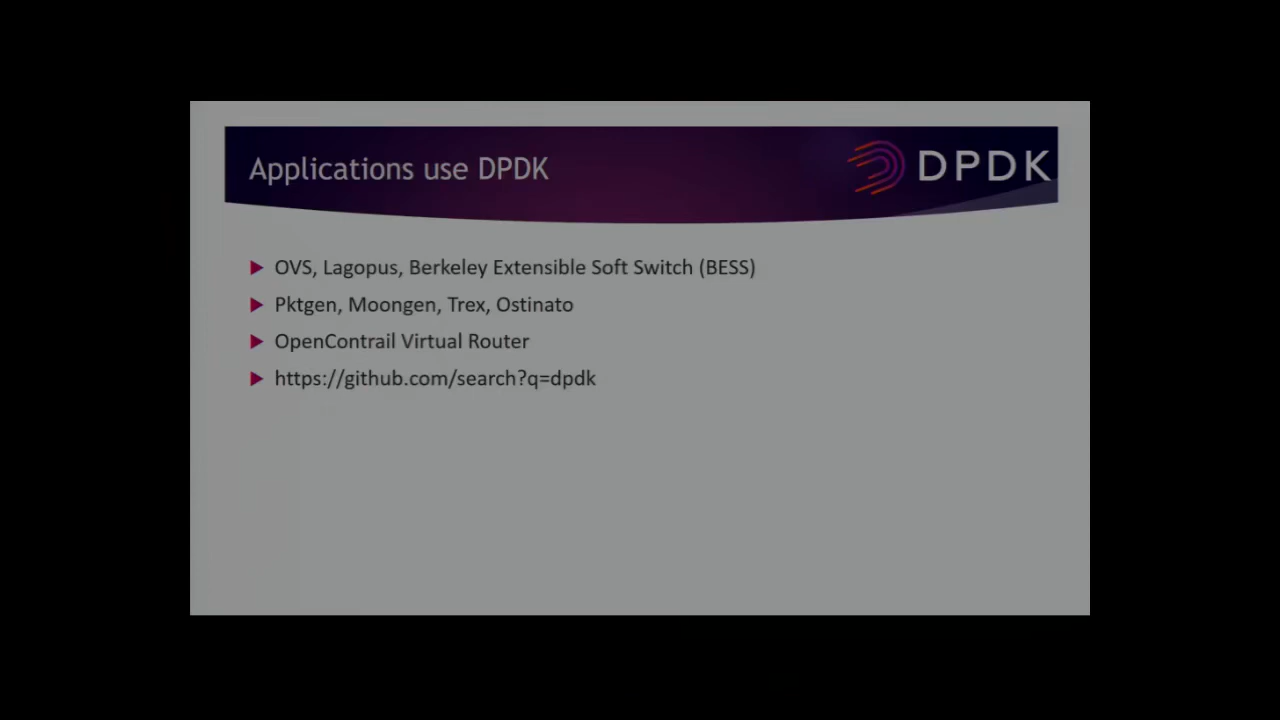 Applications use DPDK
DPDK
OVS, Lagopus, Berkeley Extensible Soft Switch (BESS)
Pktgen, Moongen, Trex, Ostinato
OpenContrail Virtual Router
https://github.com/search?q=dpdk